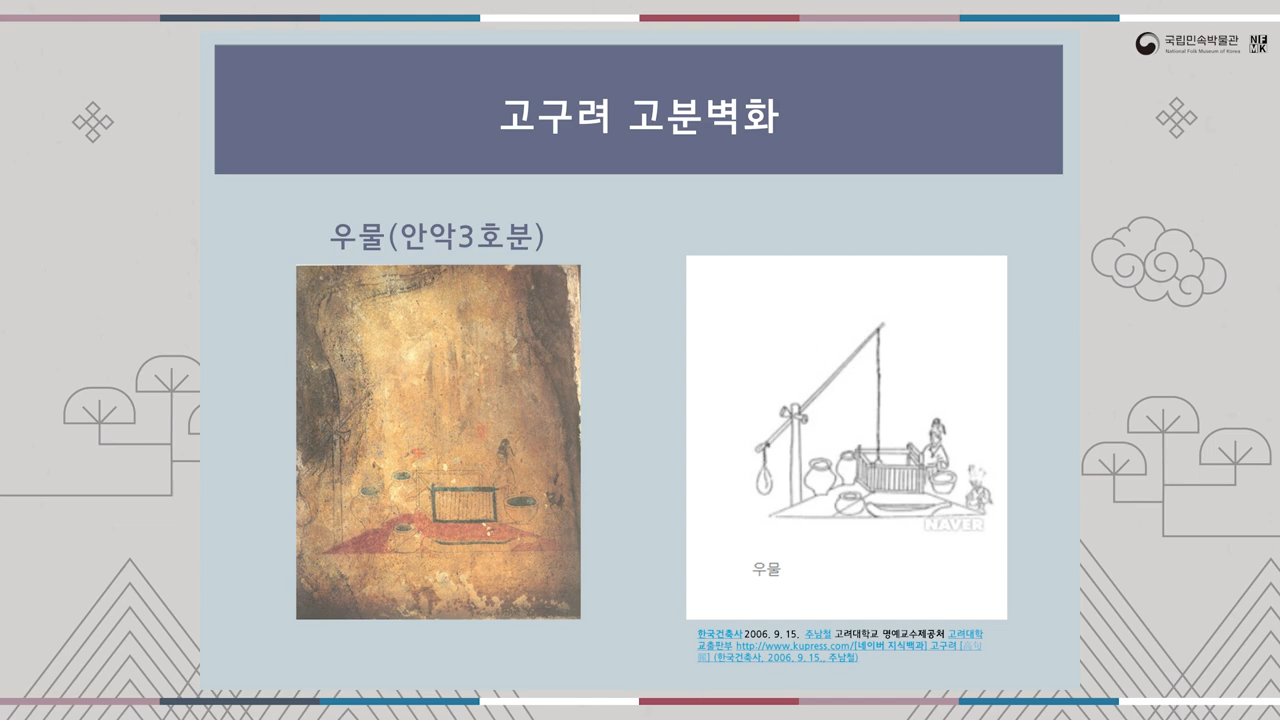 국립민속박물관
National Folk Museum of Korea
NF
MK
고구려 고분벽화
우물(안악3호분)
NAVER
우물
한국건축사 2006. 9. 15. 주남철 고려대학교 명예교수제공처 고려대학
교출판부 http://www.kupress.com/[네이버 지식백과] 고구려 [高句
麗] (한국건축사, 2006. 9. 15., 주남철)